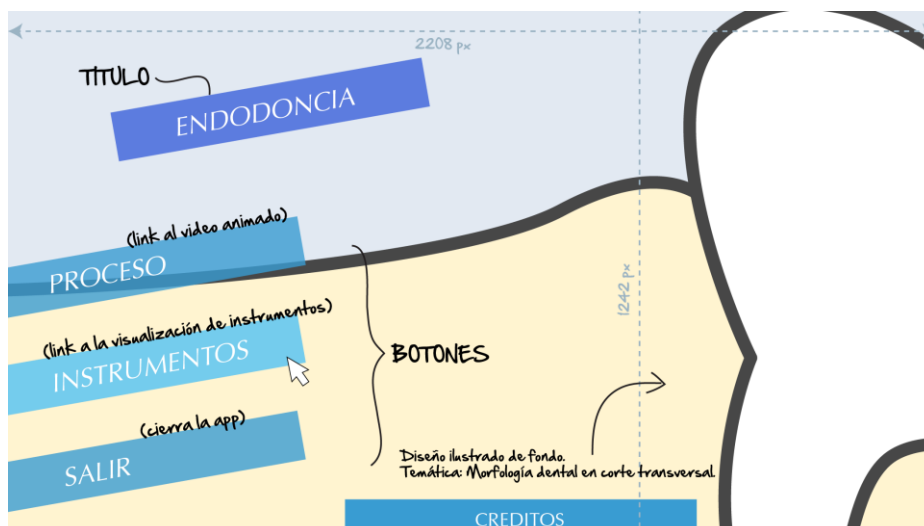 2208 px
TÍTULO
ENDODONCIA
(link al video animado)
PROCESO
1242 px
(link a la visualización de instrumentos)
INSTRUMENTOS
BOTONES
(cierra la app)
SALIR
Diseño ilustrado de fondo.
Temática: Morfología dental en corte transversal.
CREDITOS